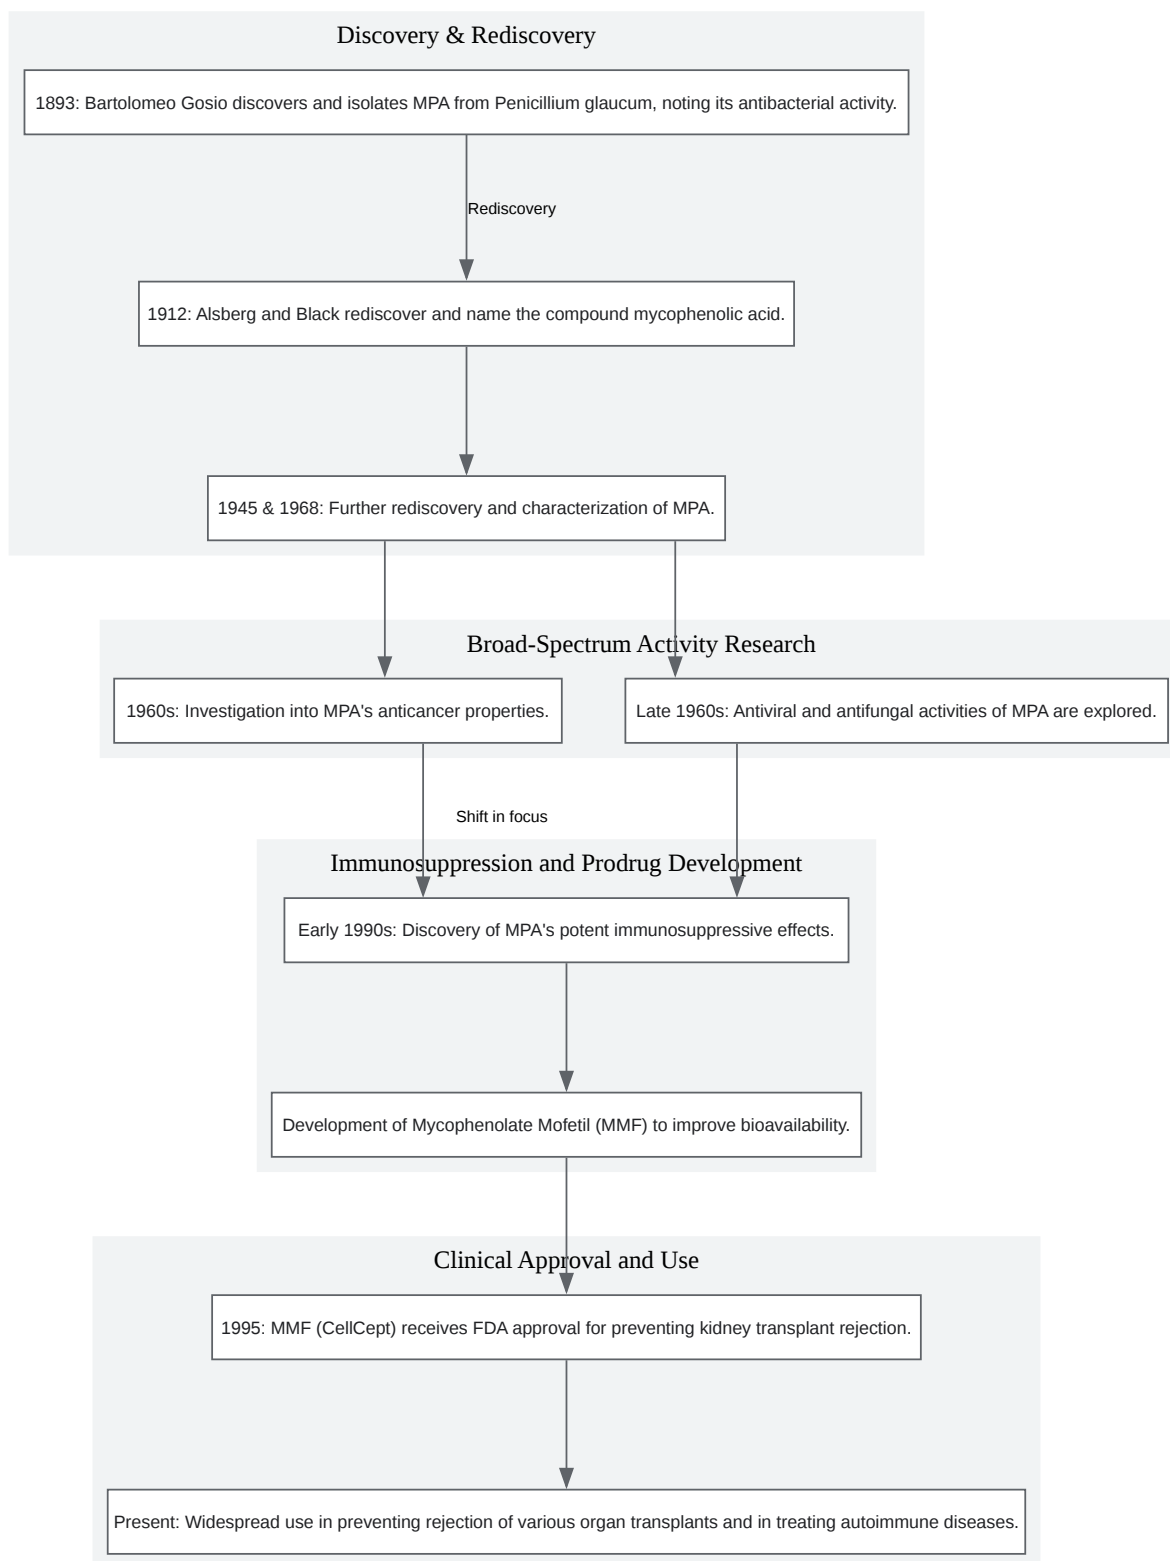 Discovery & Rediscovery
1893: Bartolomeo Gosio discovers and isolates MPA from Penicillium glaucum, noting its antibacterial activity.
Rediscovery
1912: Alsberg and Black rediscover and name the compound mycophenolic acid.
1945 & 1968: Further rediscovery and characterization of MPA.
Broad-Spectrum Activity Research
1960s: Investigation into MPA's anticancer properties.
Late 1960s: Antiviral and antifungal activities of MPA are explored.
Shift in focus
Immunosuppression and Prodrug Development
Early 1990s: Discovery of MPA's potent immunosuppressive effects.
Development of Mycophenolate Mofetil (MMF) to improve bioavailability.
Clinical Approval and Use
1995: MMF (CellCept) receives FDA approval for preventing kidney transplant rejection.
Present: Widespread use in preventing rejection of various organ transplants and in treating autoimmune diseases.